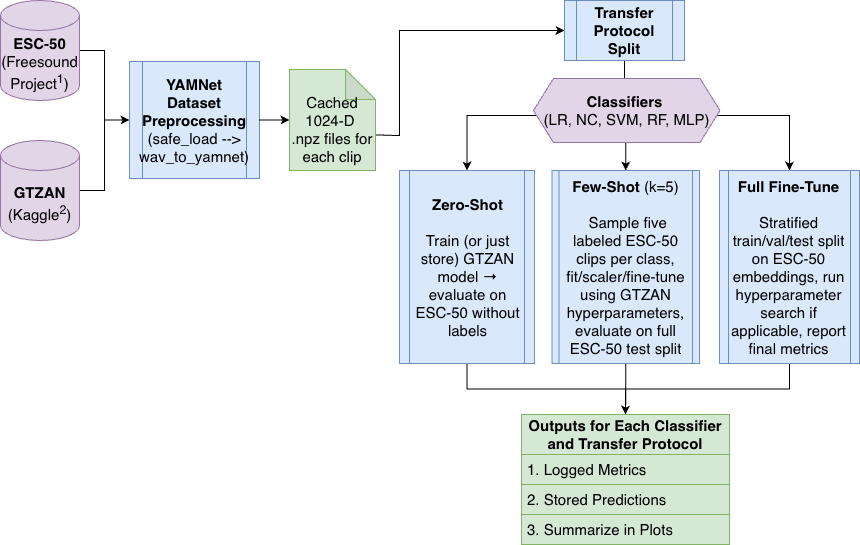 ESC-50
(Freesound
Project¹)
GTZAN
(Kaggle²)
YAMNet
Dataset
Preprocessing
(safe_load -->
wav_to_yamnet)
Cached
1024-D
.npz files for
each clip
Transfer
Protocol
Split
Classifiers
(LR, NC, SVM, RF, MLP)
Zero-Shot
Train (or just
store) GTZAN
model →
evaluate on
ESC-50 without
labels
Few-Shot (k=5)
Sample five
labeled ESC-50
clips per class,
fit/scaler/fine-tune
using GTZAN
hyperparameters,
evaluate on full
ESC-50 test split
Full Fine-Tune
Stratified
train/val/test split
on ESC-50
embeddings, run
hyperparameter
search if
applicable, report
final metrics
Outputs for Each Classifier
and Transfer Protocol
1. Logged Metrics
2. Stored Predictions
3. Summarize in Plots